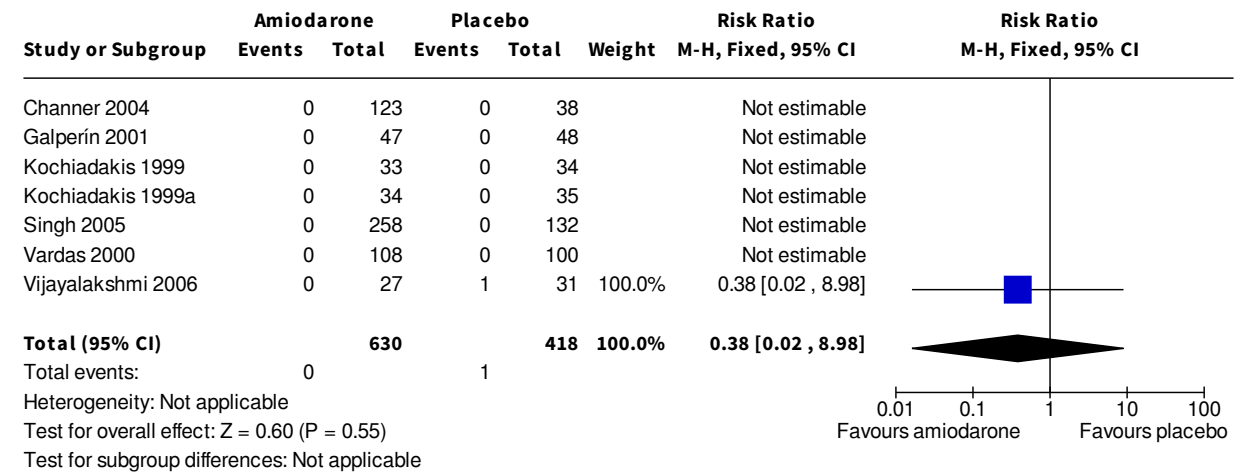 Amiodarone Placebo Risk Ratio Risk Ratio
Study or Subgroup Events Total Events Total Weight M-H, Fixed, 95% CI M-H, Fixed, 95% CI
Channer 2004 0 123 0 38 Not estimable
Galperín 2001 0 47 0 48 Not estimable
Kochiadakis 1999 0 33 0 34 Not estimable
Kochiadakis 1999a 0 34 0 35 Not estimable
Singh 2005 0 258 0 132 Not estimable
Vardas 2000 0 108 0 100 Not estimable
Vijayalakshmi 2006 0 27 1 31 100.0% 0.38 [0.02 , 8.98]
Total (95% CI) 630 418 100.0% 0.38 [0.02 , 8.98]
Total events: 0 1
Heterogeneity: Not applicable
0.01 0.1 1 10 100
Test for overall effect: Z = 0.60 (P = 0.55)
Favours amiodarone Favours placebo
Test for subgroup differences: Not applicable